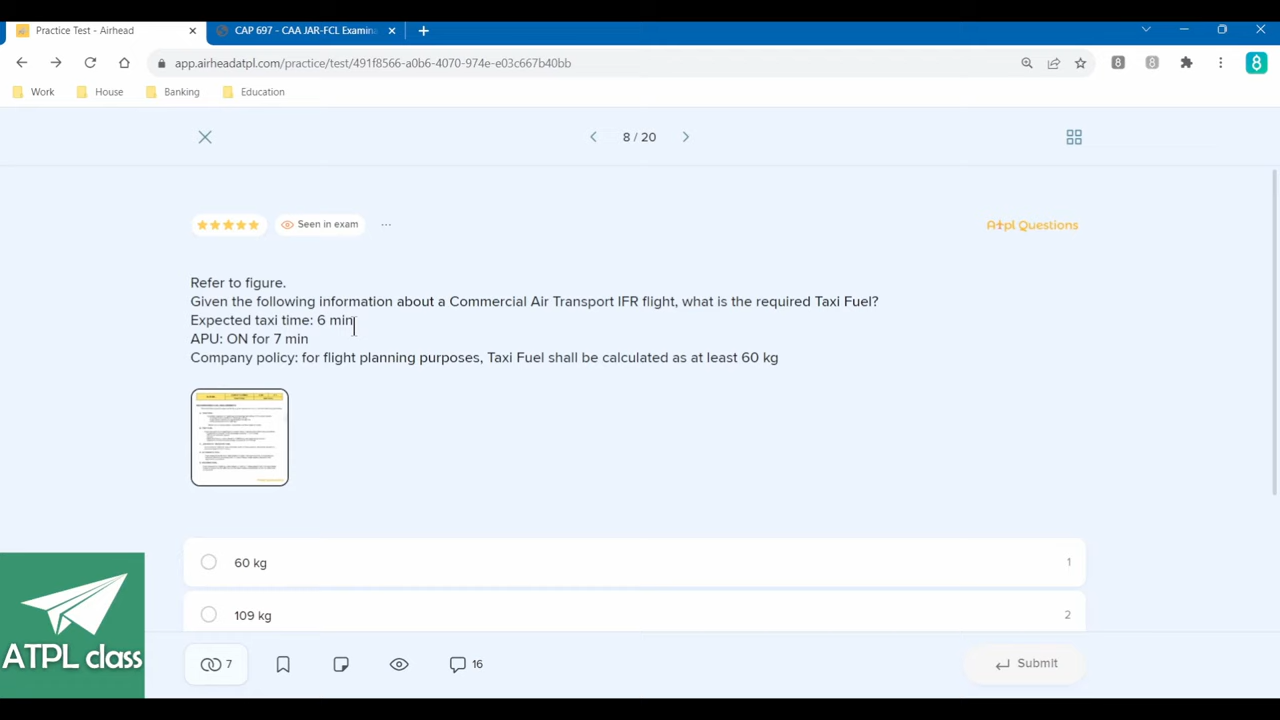 Practice Test - Airhead
CAP 697 - CAA JAR-FCL Examina
app.airheadatpl.com/practice/test/491f8566-a0b6-4070-974e-e03c667b40bb
Work
House
Banking
Education
8 / 20
Seen in exam
Atpl Questions
Refer to figure.
Given the following information about a Commercial Air Transport IFR flight, what is the required Taxi Fuel?
Expected taxi time: 6 min
APU: ON for 7 min
Company policy: for flight planning purposes, Taxi Fuel shall be calculated as at least 60 kg
60 kg
1
109 kg
2
ATPL class
7
16
Submit